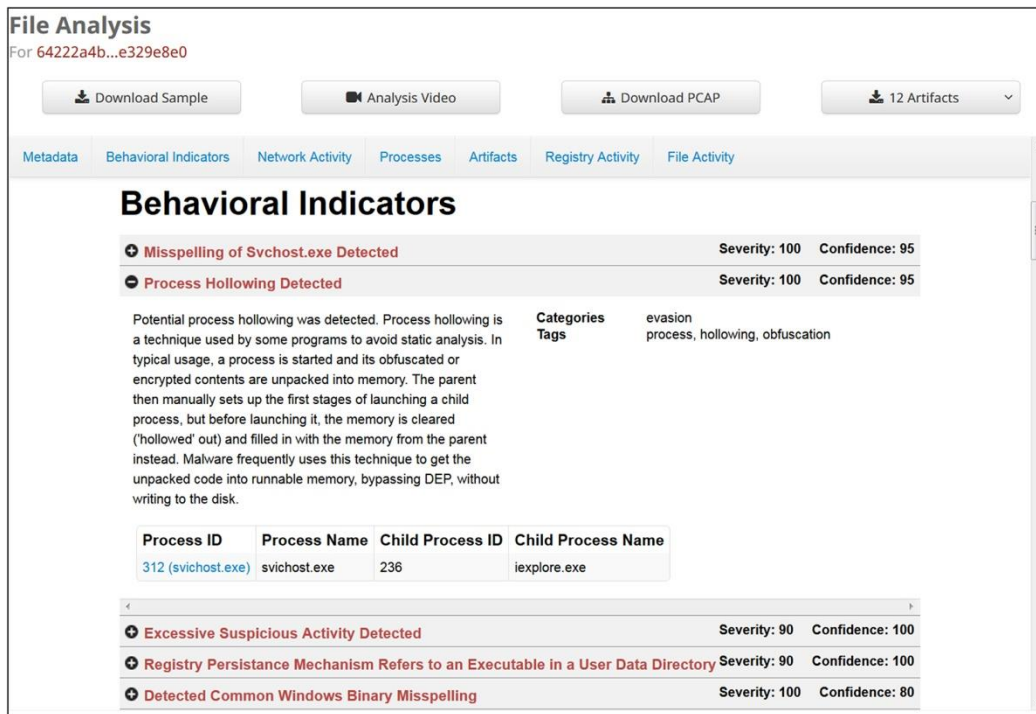 File Analysis
For 64222a4b...e329e8e0
Download Sample
Analysis Video
Download PCAP
12 Artifacts
Metadata Behavioral Indicators Network Activity Processes Artifacts Registry Activity File Activity
Behavioral Indicators
Misspelling of Svchost.exe Detected Severity: 100 Confidence: 95
Process Hollowing Detected Severity: 100 Confidence: 95
Potential process hollowing was detected. Process hollowing is
a technique used by some programs to avoid static analysis. In
typical usage, a process is started and its obfuscated or
encrypted contents are unpacked into memory. The parent
then manually sets up the first stages of launching a child
process, but before launching it, the memory is cleared
('hollowed' out) and filled in with the memory from the parent
instead. Malware frequently uses this technique to get the
unpacked code into runnable memory, bypassing DEP, without
writing to the disk.
Categories evasion
Tags process, hollowing, obfuscation
Process ID Process Name Child Process ID Child Process Name
312 (svichost.exe) svichost.exe 236 iexplore.exe
Excessive Suspicious Activity Detected Severity: 90 Confidence: 100
Registry Persistance Mechanism Refers to an Executable in a User Data Directory Severity: 90 Confidence: 100
Detected Common Windows Binary Misspelling Severity: 100 Confidence: 80